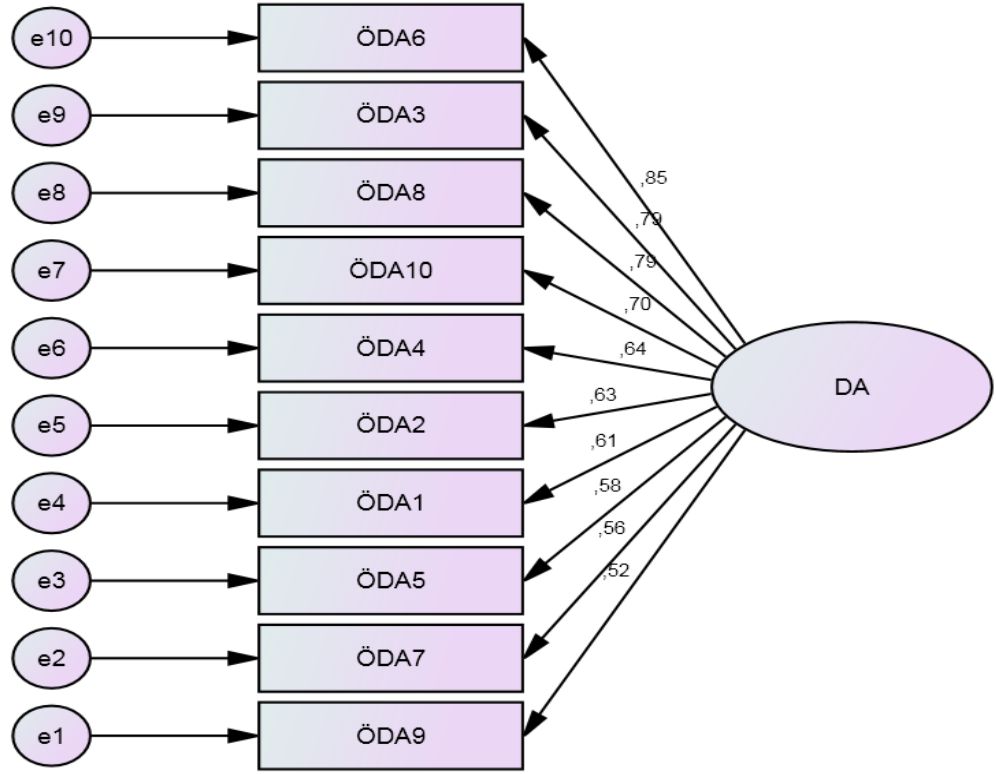 e10 ÖDA6
,85
e9 ÖDA3
,79
e8 ÖDA8
,79
e7 ÖDA10
,70
e6 ÖDA4
,64
DA
e5 ÖDA2
,63
e4 ÖDA1
,61
e3 ÖDA5
,58
e2 ÖDA7
,56
e1 ÖDA9
,52